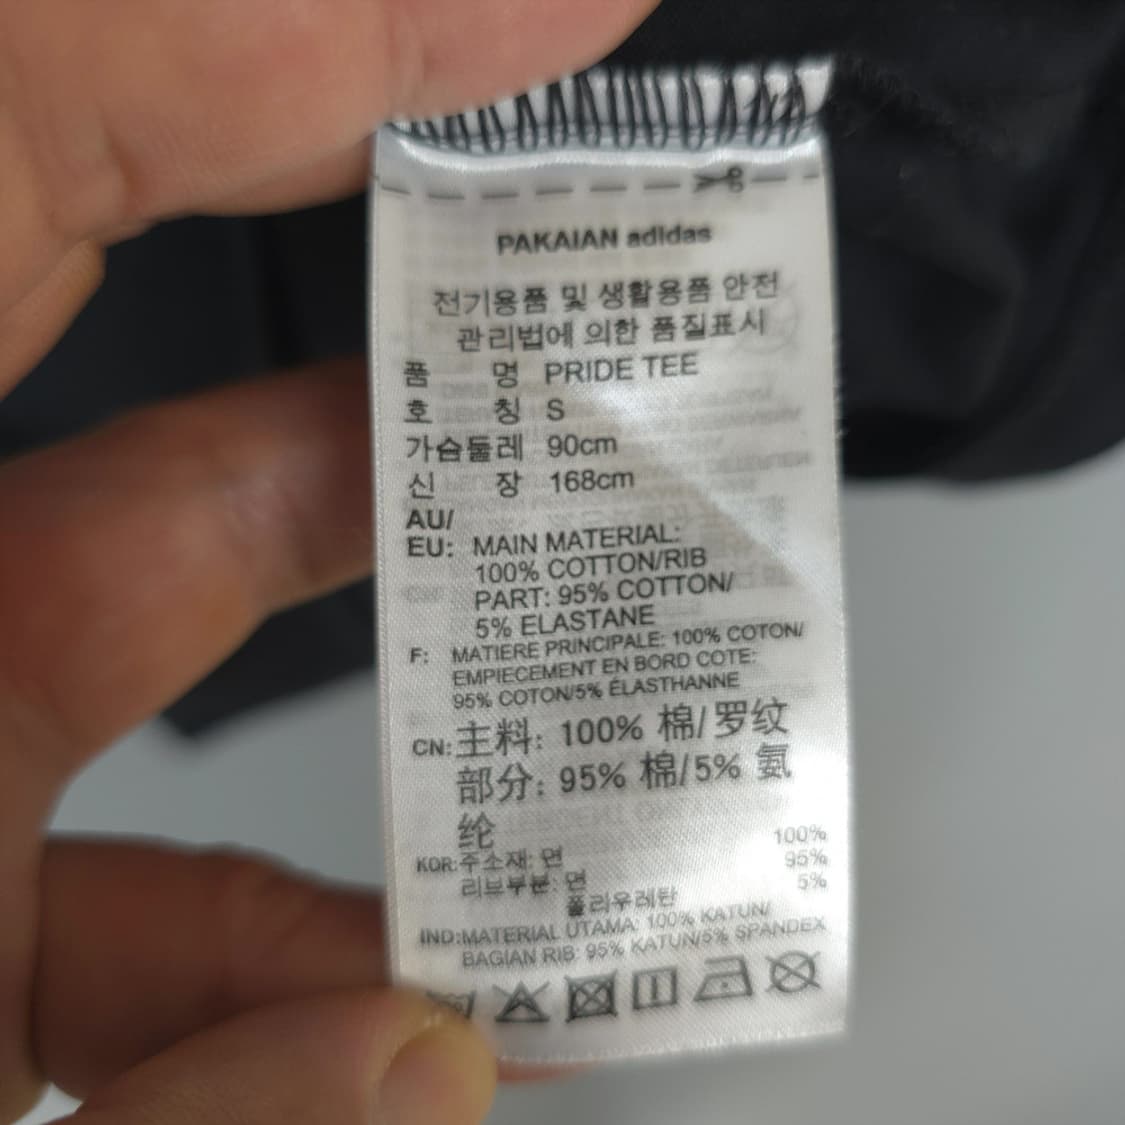 PAKAIAN adidas
전기용품 및 생활용품 안전
관리법에 의한 품질표시
품 명 PRIDE TEE
호 칭 S
가슴둘레 90cm
신 장 168cm
AU/
EU: MAIN MATERIAL:
100% COTTON/RIB
PART: 95% COTTON/
5% ELASTANE
F: MATIERE PRINCIPALE: 100% COTON/
EMPIECEMENT EN BORD COTE:
95% COTON/5% ÉLASTHANNE
CN: 主料: 100% 棉/罗纹
部分: 95% 棉/5% 氨
纶
KOR:주소재: 면 100%
리브부분: 면 95%
폴리우레탄 5%
IND:MATERIAL UTAMA: 100% KATUN/
BAGIAN RIB: 95% KATUN/5% SPANDEX